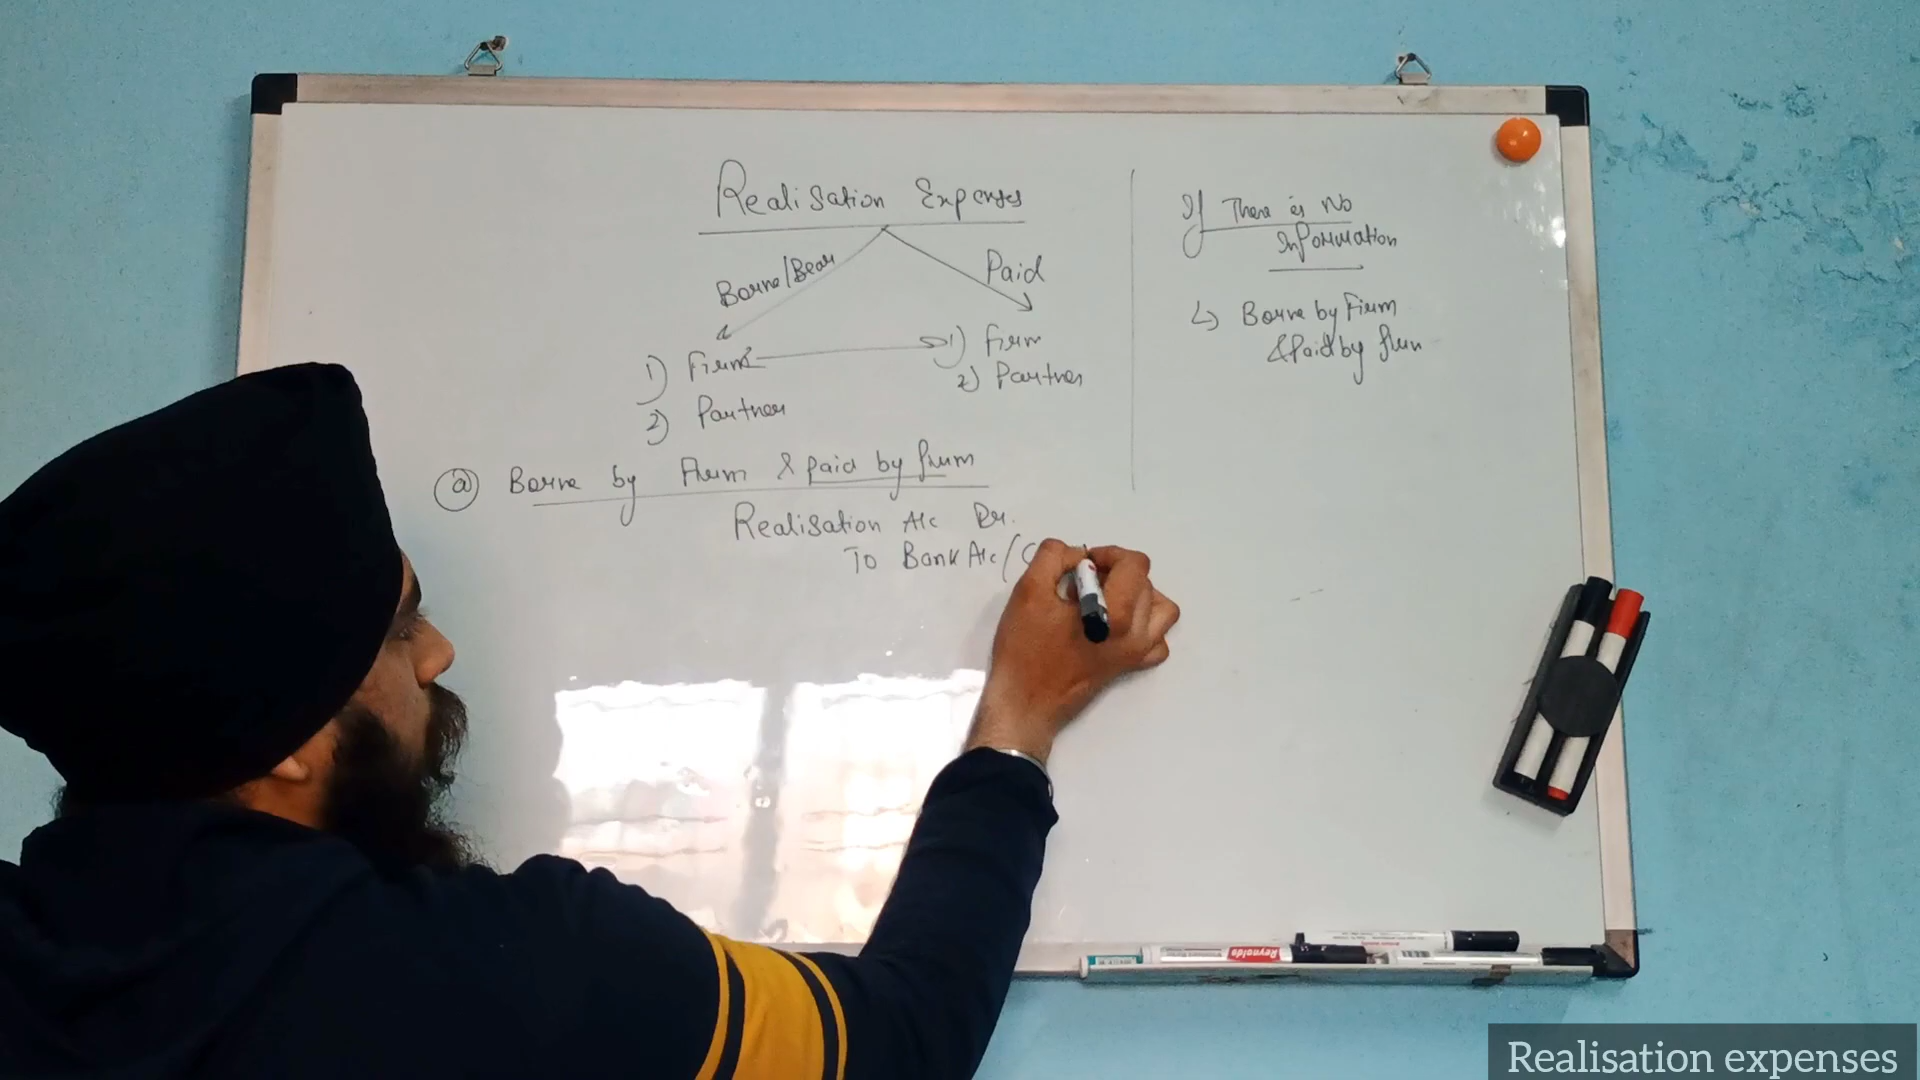 Realisation Expenses
Borne/Bear
Paid
1) Firm
2) Partner
1) Firm
2) Partner
a) Borne by Firm & paid by firm
Realisation A/c Dr.
To Bank A/c/(C
If There is No
Information
↳ Borne by Firm
& Paid by firm
Reynolds
Realisation expenses